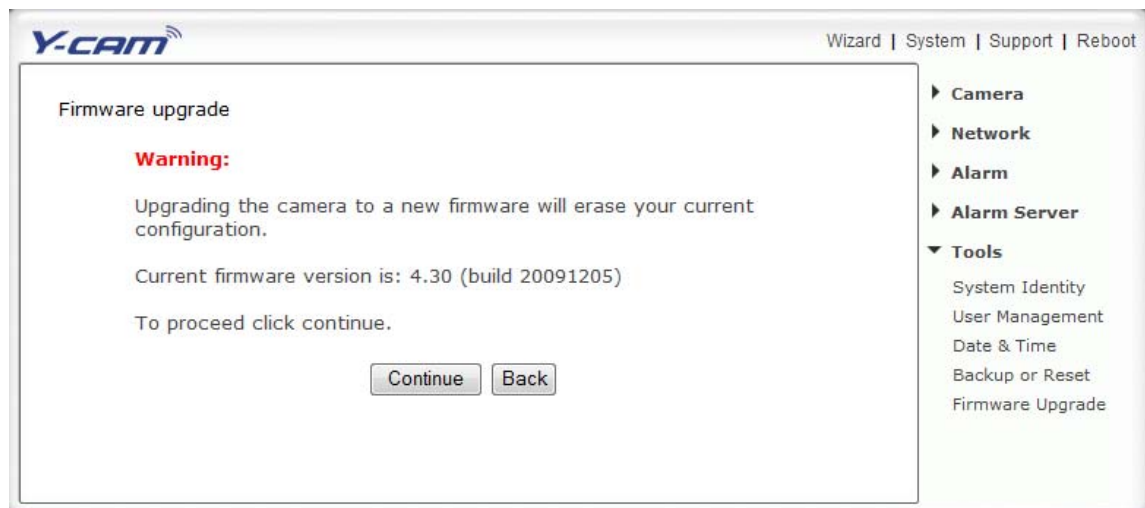 Y-cam
Wizard | System | Support | Reboot
Firmware upgrade
Warning:
Upgrading the camera to a new firmware will erase your current
configuration.
Current firmware version is: 4.30 (build 20091205)
To proceed click continue.
Continue Back
Camera
Network
Alarm
Alarm Server
Tools
System Identity
User Management
Date & Time
Backup or Reset
Firmware Upgrade